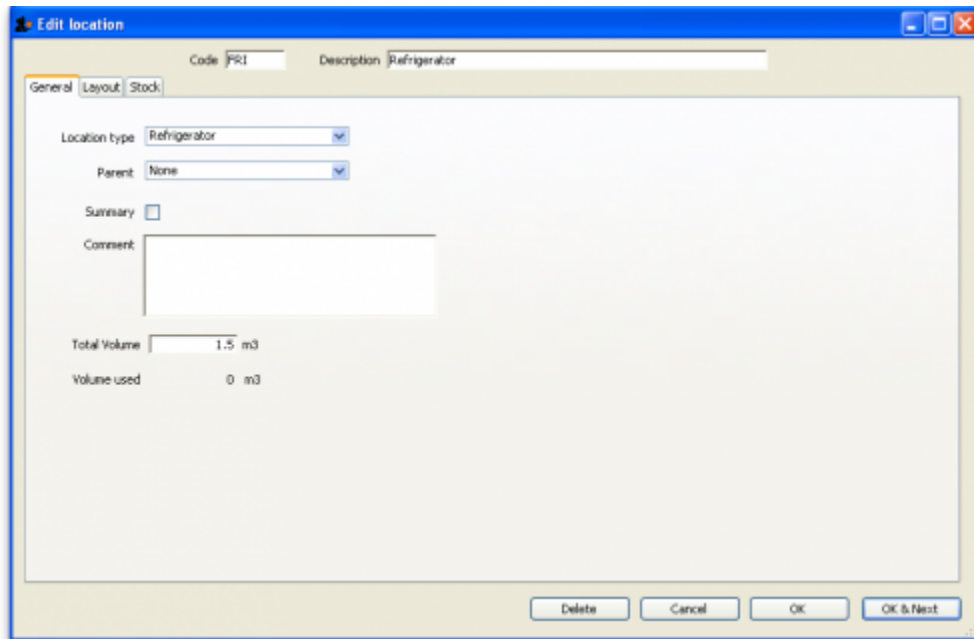 Edit location
Code FRI Description Refrigerator
General Layout Stock
Location type Refrigerator
Parent None
Summary
Comment
Total Volume 1.5 m3
Volume used 0 m3
Delete Cancel OK OK & Next